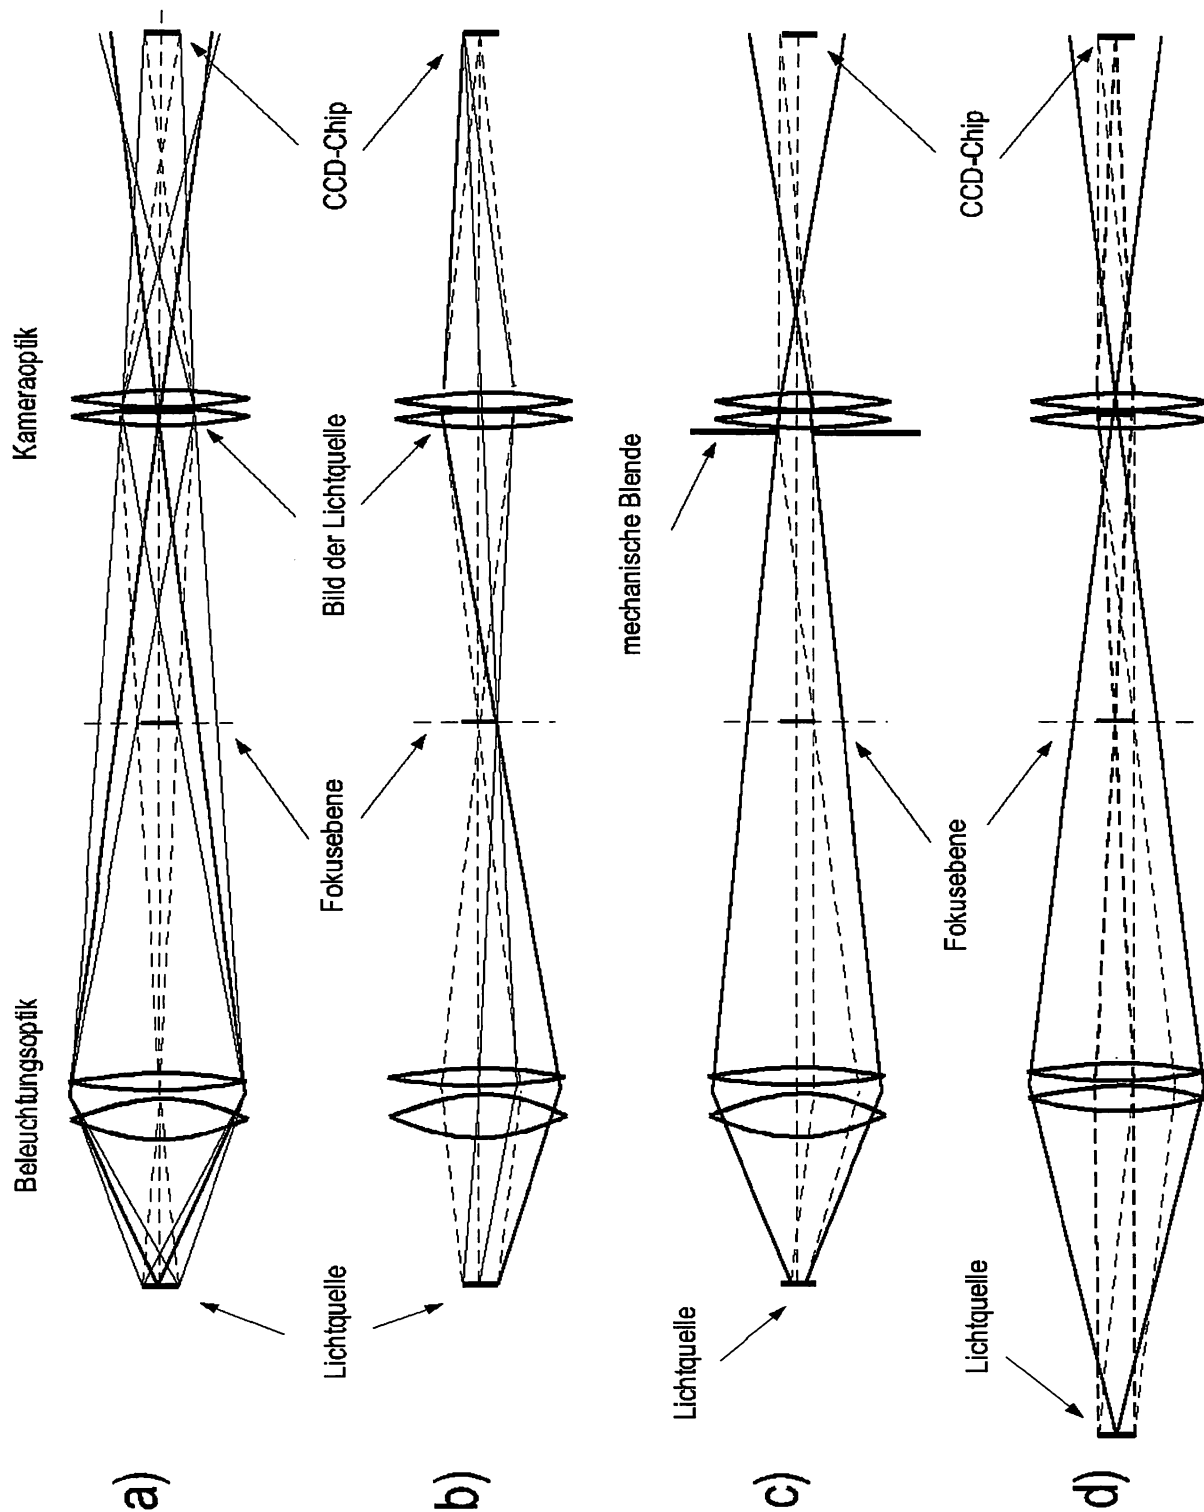 Beleuchtungsoptik
Kameraoptik
a)
Lichtquelle
Fokusebene
Bild der Lichtquelle
CCD-Chip
b)
mechanische Blende
c)
Lichtquelle
Fokusebene
CCD-Chip
d)
Lichtquelle